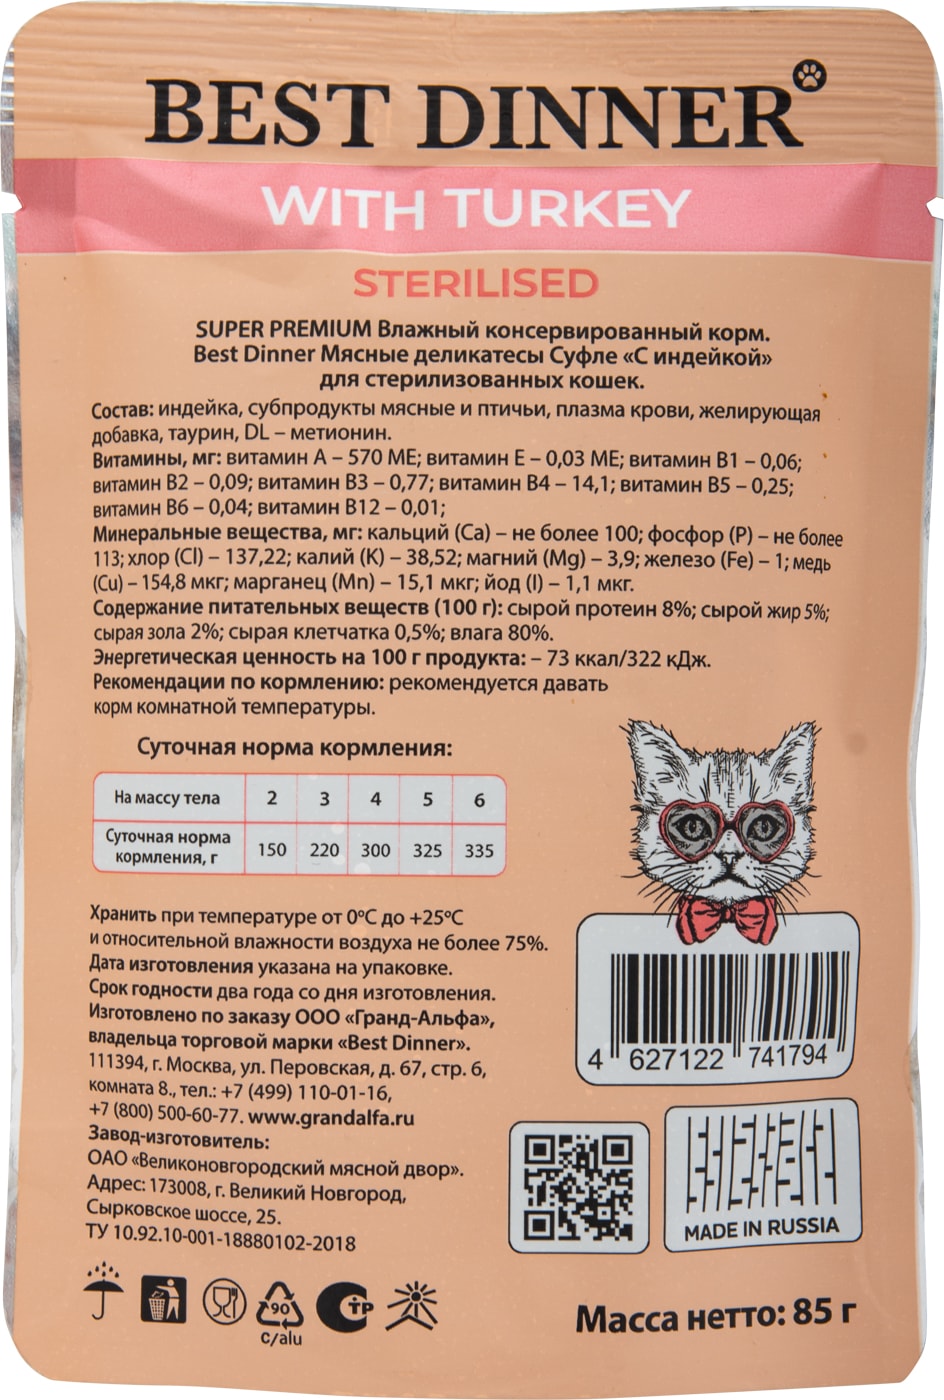 BEST DINNER
WITH TURKEY
STERILISED
SUPER PREMIUM Влажный консервированный корм.
Best Dinner Мясные деликатесы Суфле «С индейкой»
для стерилизованных кошек.
Состав: индейка, субпродукты мясные и птичьи, плазма крови, желирующая
добавка, таурин, DL – метионин.
Витамины, мг: витамин А – 570 МЕ; витамин Е – 0,03 МЕ; витамин В1 – 0,06;
витамин В2 – 0,09; витамин В3 – 0,77; витамин В4 – 14,1; витамин В5 – 0,25;
витамин В6 – 0,04; витамин В12 – 0,01;
Минеральные вещества, мг: кальций (Ca) – не более 100; фосфор (P) – не более
113; хлор (Cl) – 137,22; калий (K) – 38,52; магний (Mg) – 3,9; железо (Fe) – 1; медь
(Cu) – 154,8 мкг; марганец (Mn) – 15,1 мкг; йод (I) – 1,1 мкг.
Содержание питательных веществ (100 г): сырой протеин 8%; сырой жир 5%;
сырая зола 2%; сырая клетчатка 0,5%; влага 80%.
Энергетическая ценность на 100 г продукта: – 73 ккал/322 кДж.
Рекомендации по кормлению: рекомендуется давать
корм комнатной температуры.
Суточная норма кормления:
На массу тела 2 3 4 5 6
Суточная норма
кормления, г 150 220 300 325 335
Хранить при температуре от 0°С до +25°С
и относительной влажности воздуха не более 75%.
Дата изготовления указана на упаковке.
Срок годности два года со дня изготовления.
Изготовлено по заказу ООО «Гранд-Альфа»,
владельца торговой марки «Best Dinner».
111394, г. Москва, ул. Перовская, д. 67, стр. 6,
комната 8., тел.: +7 (499) 110-01-16,
+7 (800) 500-60-77. www.grandalfa.ru
Завод-изготовитель:
ОАО «Великоновгородский мясной двор».
Адрес: 173008, г. Великий Новгород,
Сырковское шоссе, 25.
ТУ 10.92.10-001-18880102-2018
4 627122 741794
MADE IN RUSSIA
90
C/alu
СТР
Масса нетто: 85 г